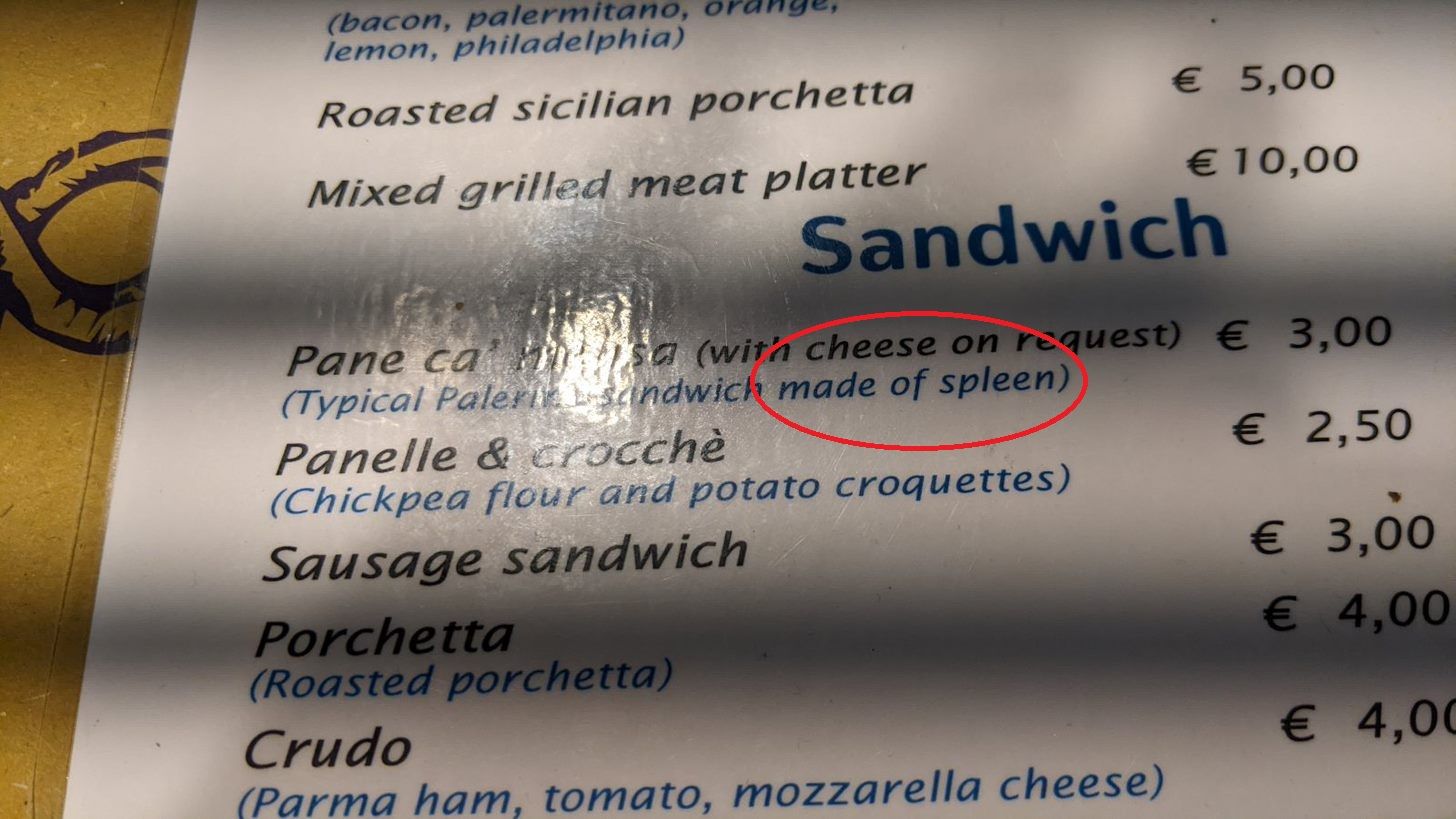 (bacon, palermitano, orange,
lemon, philadelphia)
Roasted sicilian porchetta € 5,00
Mixed grilled meat platter € 10,00
Sandwich
Pane ca' (with cheese on request) € 3,00
(Typical sandwich made of spleen)
Panelle & crocchè € 2,50
(Chickpea flour and potato croquettes)
Sausage sandwich € 3,00
Porchetta € 4,00
(Roasted porchetta)
Crudo € 4,00
(Parma ham, tomato, mozzarella cheese)